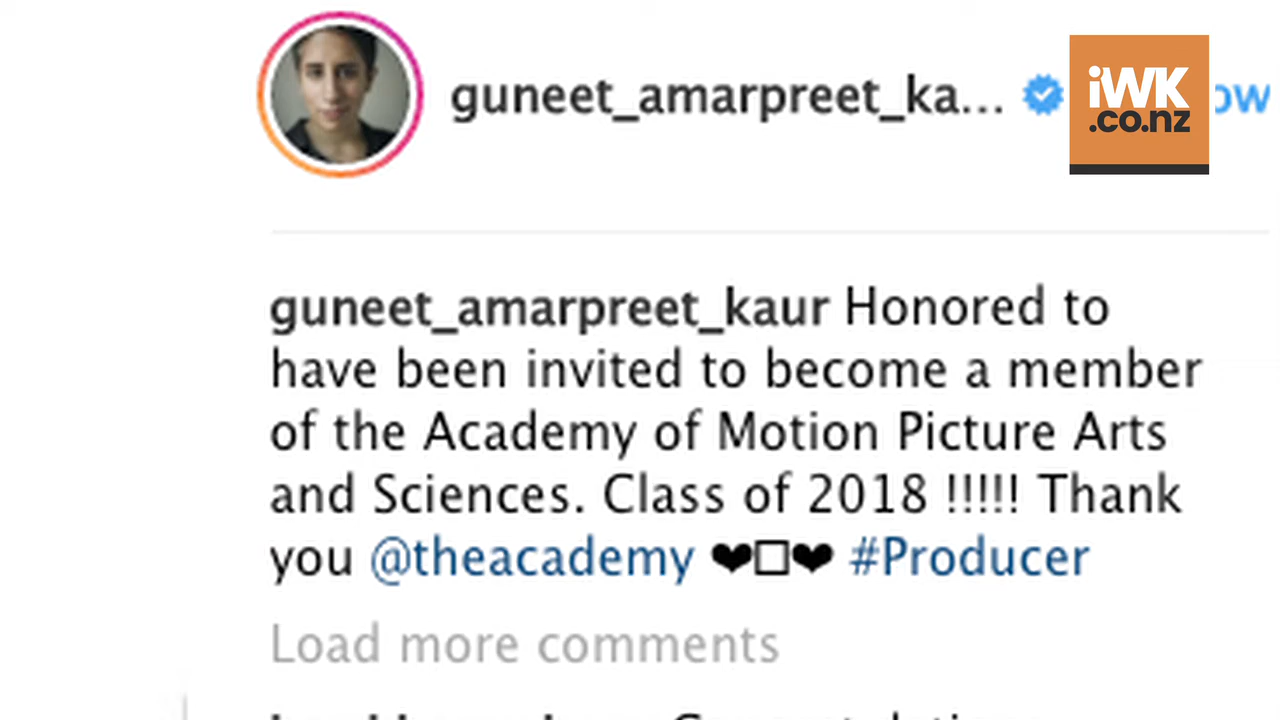 guneet_amarpreet_ka...
iWK
.co.nz
ow
guneet_amarpreet_kaur Honored to
have been invited to become a member
of the Academy of Motion Picture Arts
and Sciences. Class of 2018 !!!!! Thank
you @theacademy ❤□❤ #Producer
Load more comments